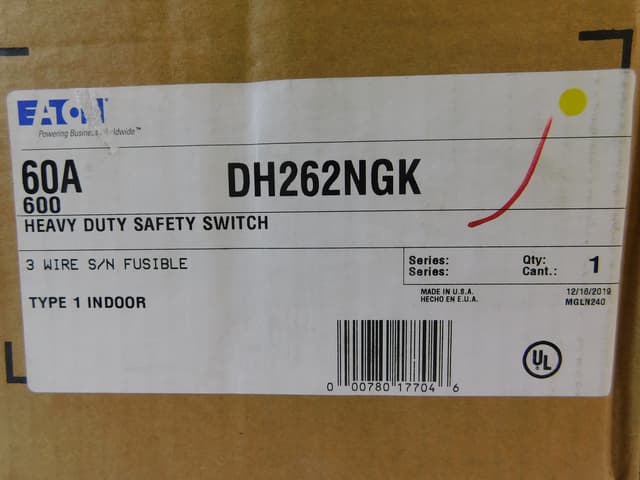 EATON
Powering Business Worldwide™
60A
DH262NGK
600
HEAVY DUTY SAFETY SWITCH
3 WIRE S/N FUSIBLE
Series:
Series:
Qty:
Cant.:
1
TYPE 1 INDOOR
MADE IN U.S.A.
HECHO EN E.U.A.
12/16/2019
MGLN240
0 00780 17704 6
UL